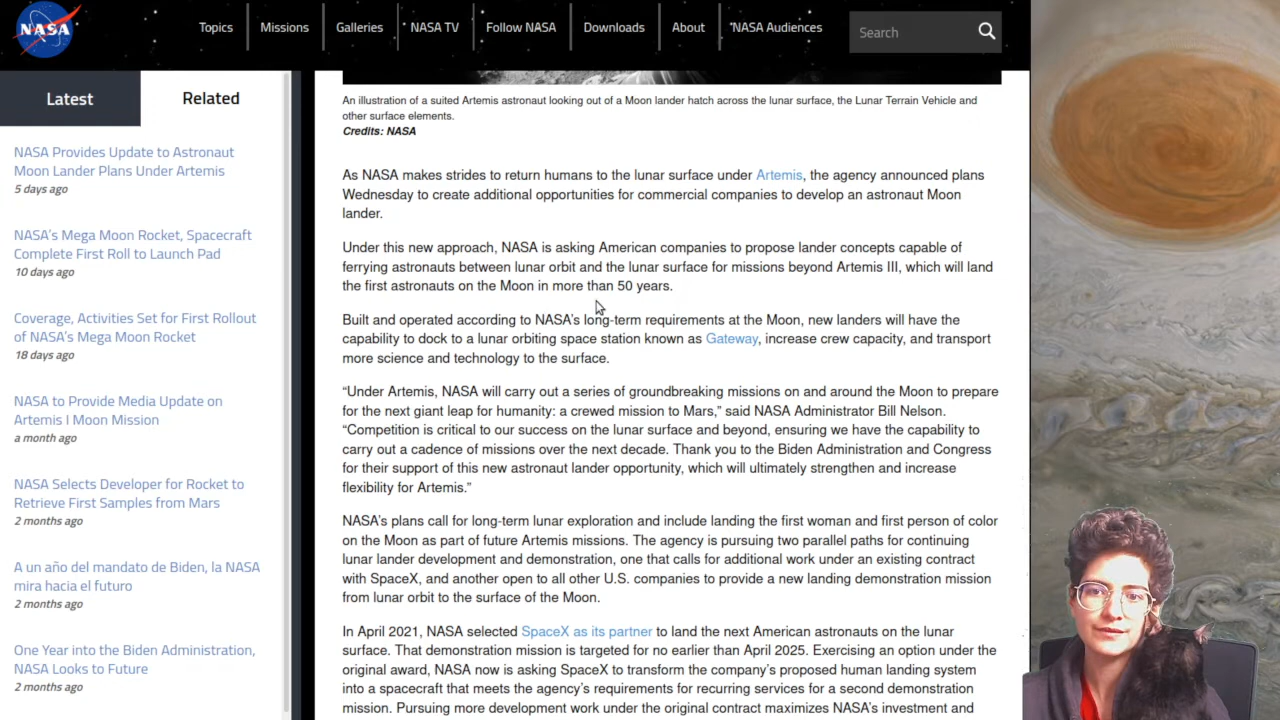 NASA
Topics
Missions
Galleries
NASA TV
Follow NASA
Downloads
About
NASA Audiences
Search
Latest
Related
NASA Provides Update to Astronaut
Moon Lander Plans Under Artemis
5 days ago
NASA's Mega Moon Rocket, Spacecraft
Complete First Roll to Launch Pad
10 days ago
Coverage, Activities Set for First Rollout
of NASA's Mega Moon Rocket
18 days ago
NASA to Provide Media Update on
Artemis I Moon Mission
a month ago
NASA Selects Developer for Rocket to
Retrieve First Samples from Mars
2 months ago
A un año del mandato de Biden, la NASA
mira hacia el futuro
2 months ago
One Year into the Biden Administration,
NASA Looks to Future
2 months ago
An illustration of a suited Artemis astronaut looking out of a Moon lander hatch across the lunar surface, the Lunar Terrain Vehicle and
other surface elements.
Credits: NASA
As NASA makes strides to return humans to the lunar surface under Artemis, the agency announced plans
Wednesday to create additional opportunities for commercial companies to develop an astronaut Moon
lander.
Under this new approach, NASA is asking American companies to propose lander concepts capable of
ferrying astronauts between lunar orbit and the lunar surface for missions beyond Artemis III, which will land
the first astronauts on the Moon in more than 50 years.
Built and operated according to NASA's long-term requirements at the Moon, new landers will have the
capability to dock to a lunar orbiting space station known as Gateway, increase crew capacity, and transport
more science and technology to the surface.
“Under Artemis, NASA will carry out a series of groundbreaking missions on and around the Moon to prepare
for the next giant leap for humanity: a crewed mission to Mars,” said NASA Administrator Bill Nelson.
“Competition is critical to our success on the lunar surface and beyond, ensuring we have the capability to
carry out a cadence of missions over the next decade. Thank you to the Biden Administration and Congress
for their support of this new astronaut lander opportunity, which will ultimately strengthen and increase
flexibility for Artemis.”
NASA's plans call for long-term lunar exploration and include landing the first woman and first person of color
on the Moon as part of future Artemis missions. The agency is pursuing two parallel paths for continuing
lunar lander development and demonstration, one that calls for additional work under an existing contract
with SpaceX, and another open to all other U.S. companies to provide a new landing demonstration mission
from lunar orbit to the surface of the Moon.
In April 2021, NASA selected SpaceX as its partner to land the next American astronauts on the lunar
surface. That demonstration mission is targeted for no earlier than April 2025. Exercising an option under the
original award, NASA now is asking SpaceX to transform the company's proposed human landing system
into a spacecraft that meets the agency's requirements for recurring services for a second demonstration
mission. Pursuing more development work under the original contract maximizes NASA's investment and